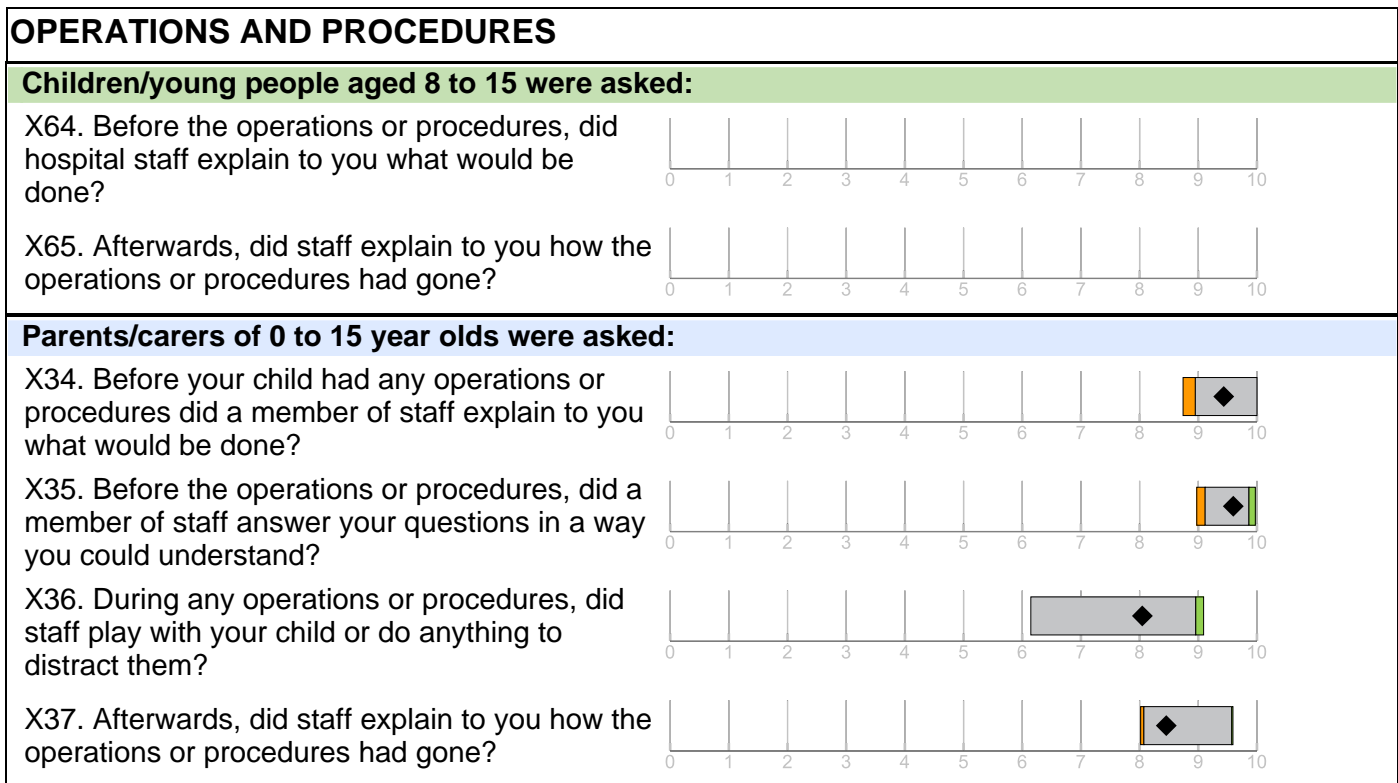 OPERATIONS AND PROCEDURES
Children/young people aged 8 to 15 were asked:
X64. Before the operations or procedures, did
hospital staff explain to you what would be
done?
0 1 2 3 4 5 6 7 8 9 10
X65. Afterwards, did staff explain to you how the
operations or procedures had gone?
0 1 2 3 4 5 6 7 8 9 10
Parents/carers of 0 to 15 year olds were asked:
X34. Before your child had any operations or
procedures did a member of staff explain to you
what would be done?
0 1 2 3 4 5 6 7 8 9 10
X35. Before the operations or procedures, did a
member of staff answer your questions in a way
you could understand?
0 1 2 3 4 5 6 7 8 9 10
X36. During any operations or procedures, did
staff play with your child or do anything to
distract them?
0 1 2 3 4 5 6 7 8 9 10
X37. Afterwards, did staff explain to you how the
operations or procedures had gone?
0 1 2 3 4 5 6 7 8 9 10